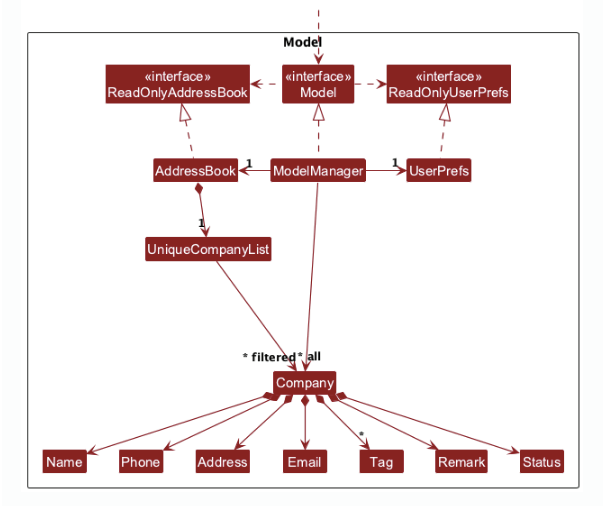 Model
«interface»
ReadOnlyAddressBook
«interface»
Model
«interface»
ReadOnlyUserPrefs
AddressBook
1
ModelManager
1
UserPrefs
1
UniqueCompanyList
* filtered
* all
Company
*
Name
Phone
Address
Email
Tag
Remark
Status